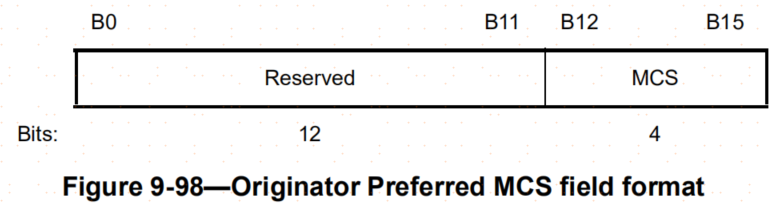 B0 B11 B12 B15
Reserved MCS
Bits: 12 4
Figure 9-98—Originator Preferred MCS field format